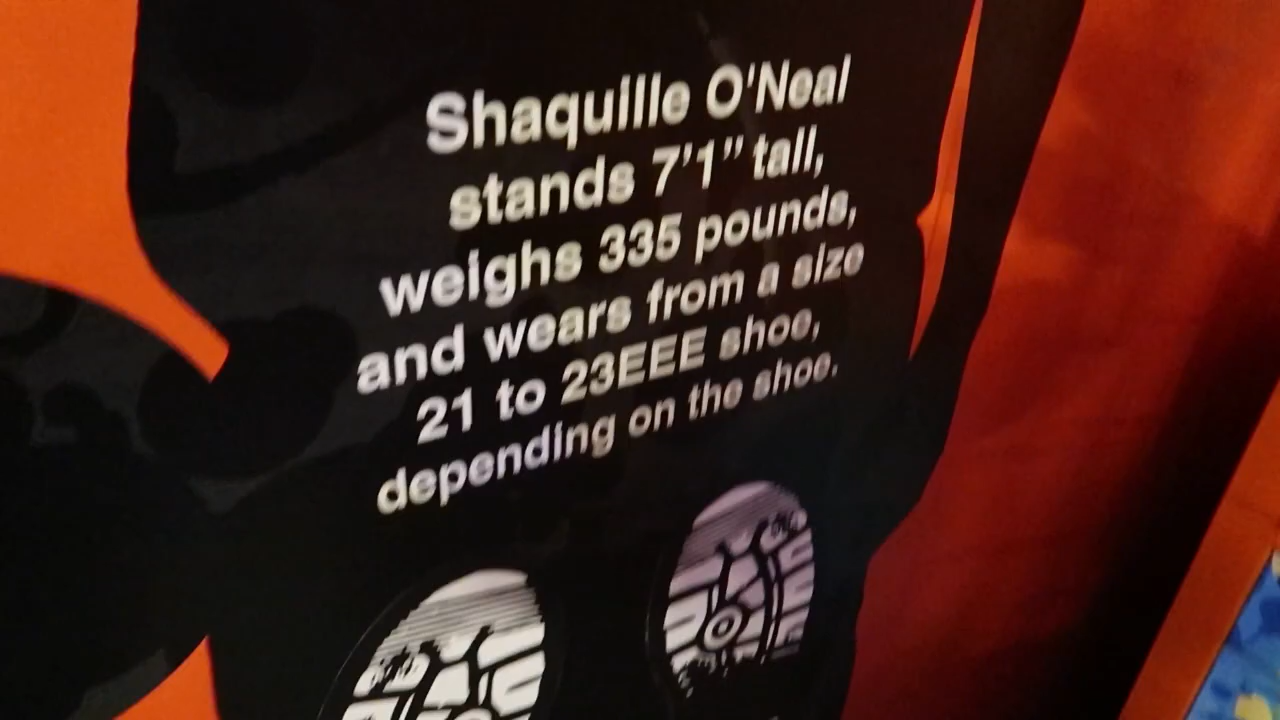 Shaquille O'Neal
stands 7'1" tall,
weighs 335 pounds,
and wears from a size
21 to 23EEE shoe,
depending on the shoe.